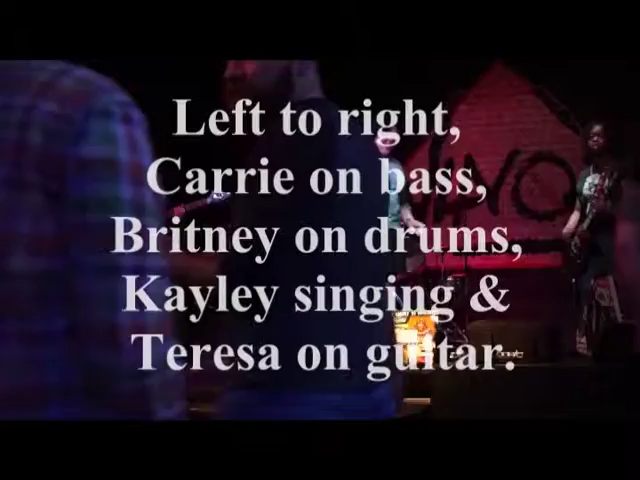 Left to right,
Carrie on bass,
Britney on drums,
Kayley singing &
Teresa on guitar.